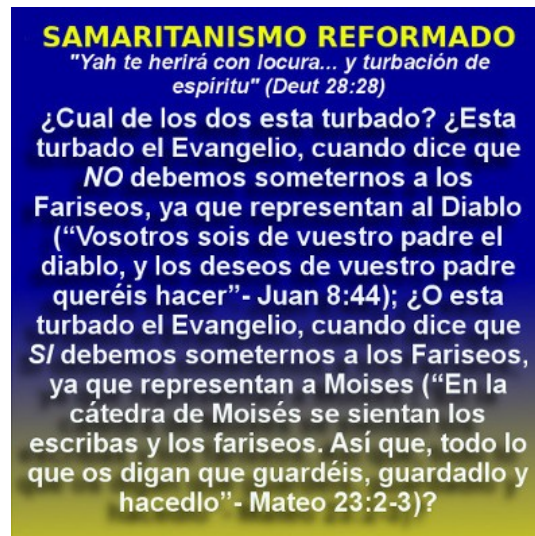 SAMARITANISMO REFORMADO
"Yah te herirá con locura... y turbación de
espíritu" (Deut 28:28)
¿Cual de los dos esta turbado? ¿Esta
turbado el Evangelio, cuando dice que
NO debemos someternos a los
Fariseos, ya que representan al Diablo
(“Vosotros sois de vuestro padre el
diablo, y los deseos de vuestro padre
queréis hacer”- Juan 8:44); ¿O esta
turbado el Evangelio, cuando dice que
SI debemos someternos a los Fariseos,
ya que representan a Moises (“En la
cátedra de Moisés se sientan los
escribas y los fariseos. Así que, todo lo
que os digan que guardéis, guardadlo y
hacedlo”- Mateo 23:2-3)?